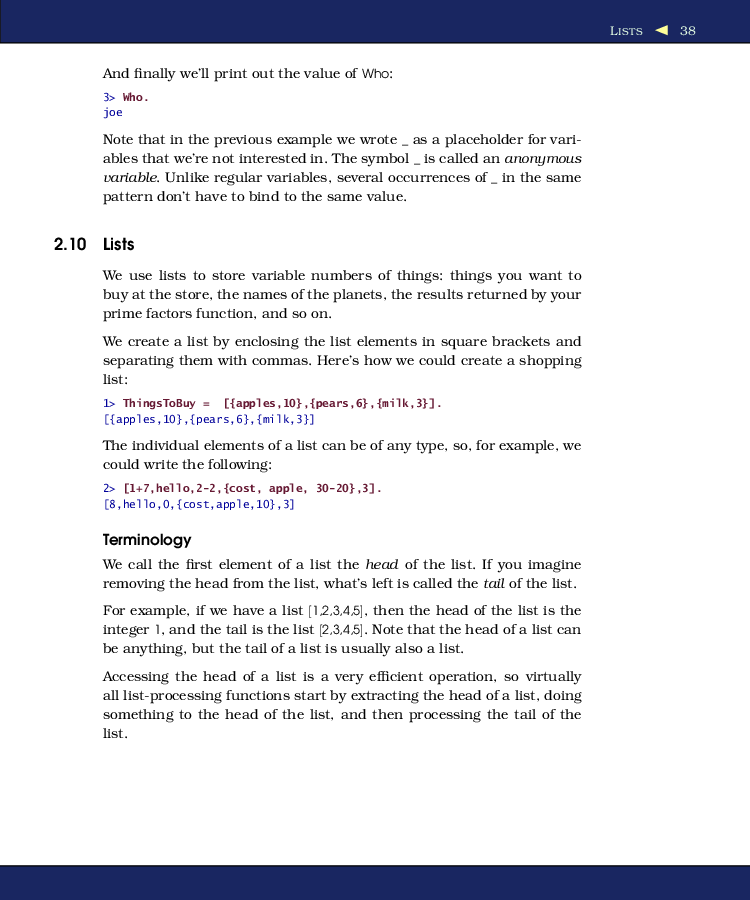 LISTS ◀ 38
And finally we'll print out the value of Who:
3> Who.
joe
Note that in the previous example we wrote _ as a placeholder for vari-
ables that we're not interested in. The symbol _ is called an anonymous
variable. Unlike regular variables, several occurrences of _ in the same
pattern don't have to bind to the same value.
2.10 Lists
We use lists to store variable numbers of things: things you want to
buy at the store, the names of the planets, the results returned by your
prime factors function, and so on.
We create a list by enclosing the list elements in square brackets and
separating them with commas. Here's how we could create a shopping
list:
1> ThingsToBuy =  [{apples,10},{pears,6},{milk,3}].
[{apples,10},{pears,6},{milk,3}]
The individual elements of a list can be of any type, so, for example, we
could write the following:
2> [1+7,hello,2-2,{cost, apple, 30-20},3].
[8,hello,0,{cost,apple,10},3]
Terminology
We call the first element of a list the head of the list. If you imagine
removing the head from the list, what's left is called the tail of the list.
For example, if we have a list [1,2,3,4,5], then the head of the list is the
integer 1, and the tail is the list [2,3,4,5]. Note that the head of a list can
be anything, but the tail of a list is usually also a list.
Accessing the head of a list is a very efficient operation, so virtually
all list-processing functions start by extracting the head of a list, doing
something to the head of the list, and then processing the tail of the
list.